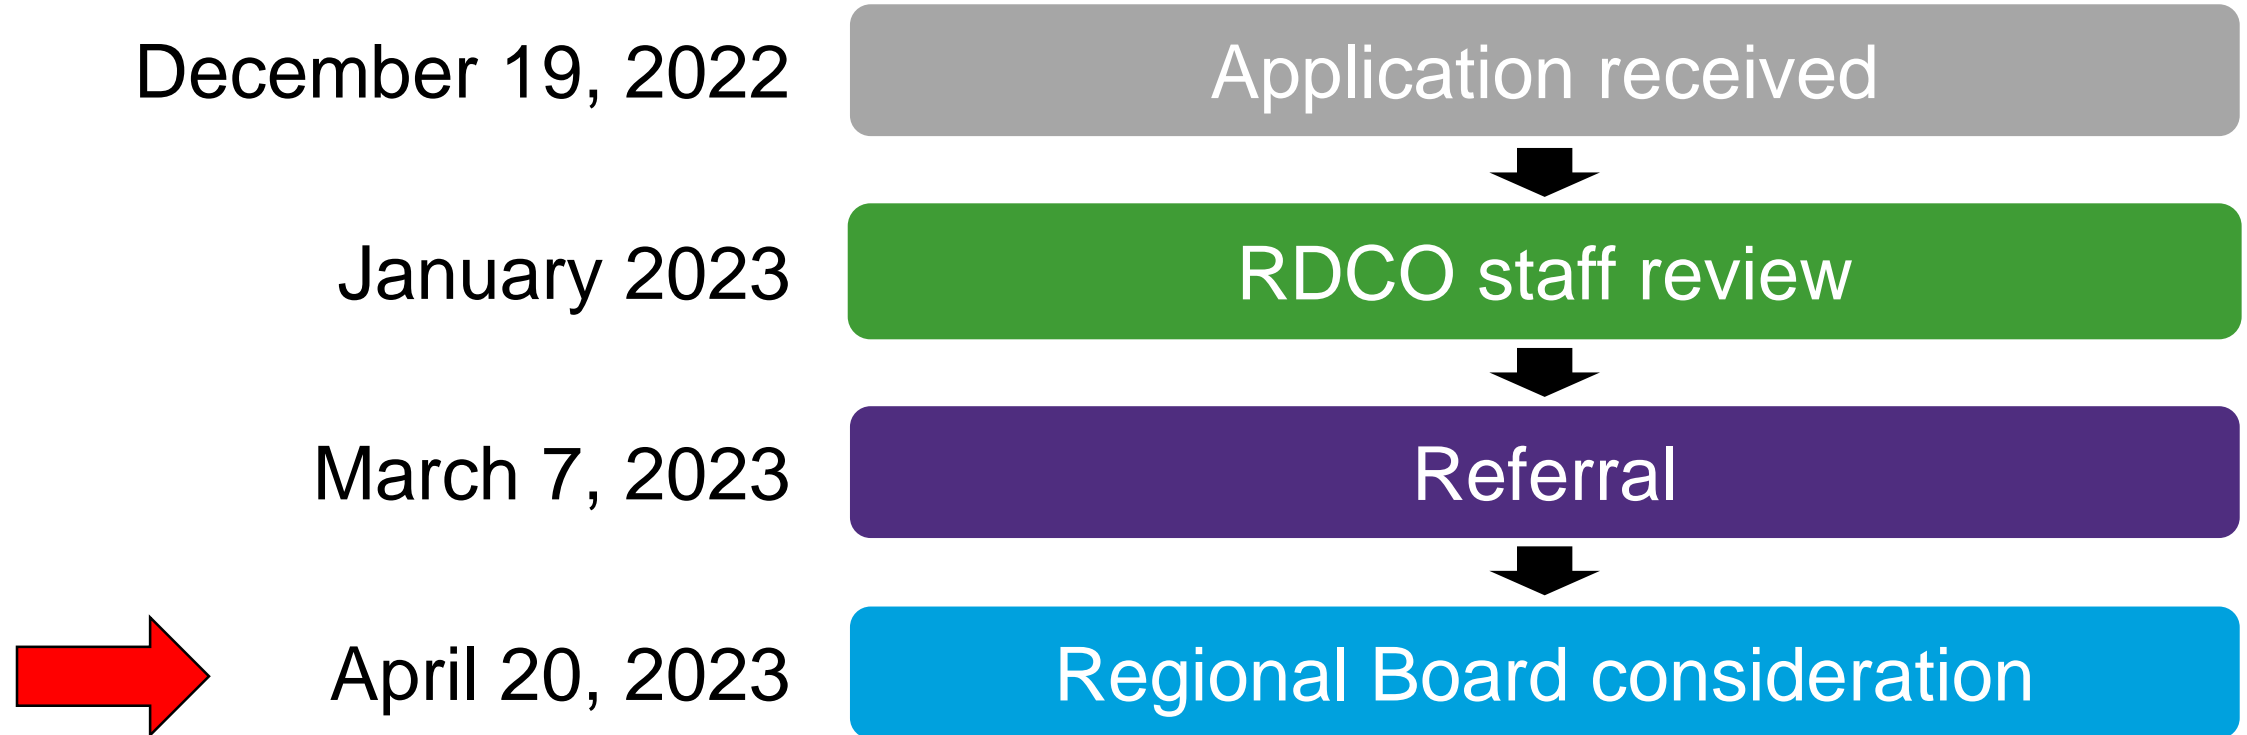 December 19, 2022
Application received
January 2023
RDCO staff review
March 7, 2023
Referral
April 20, 2023
Regional Board consideration